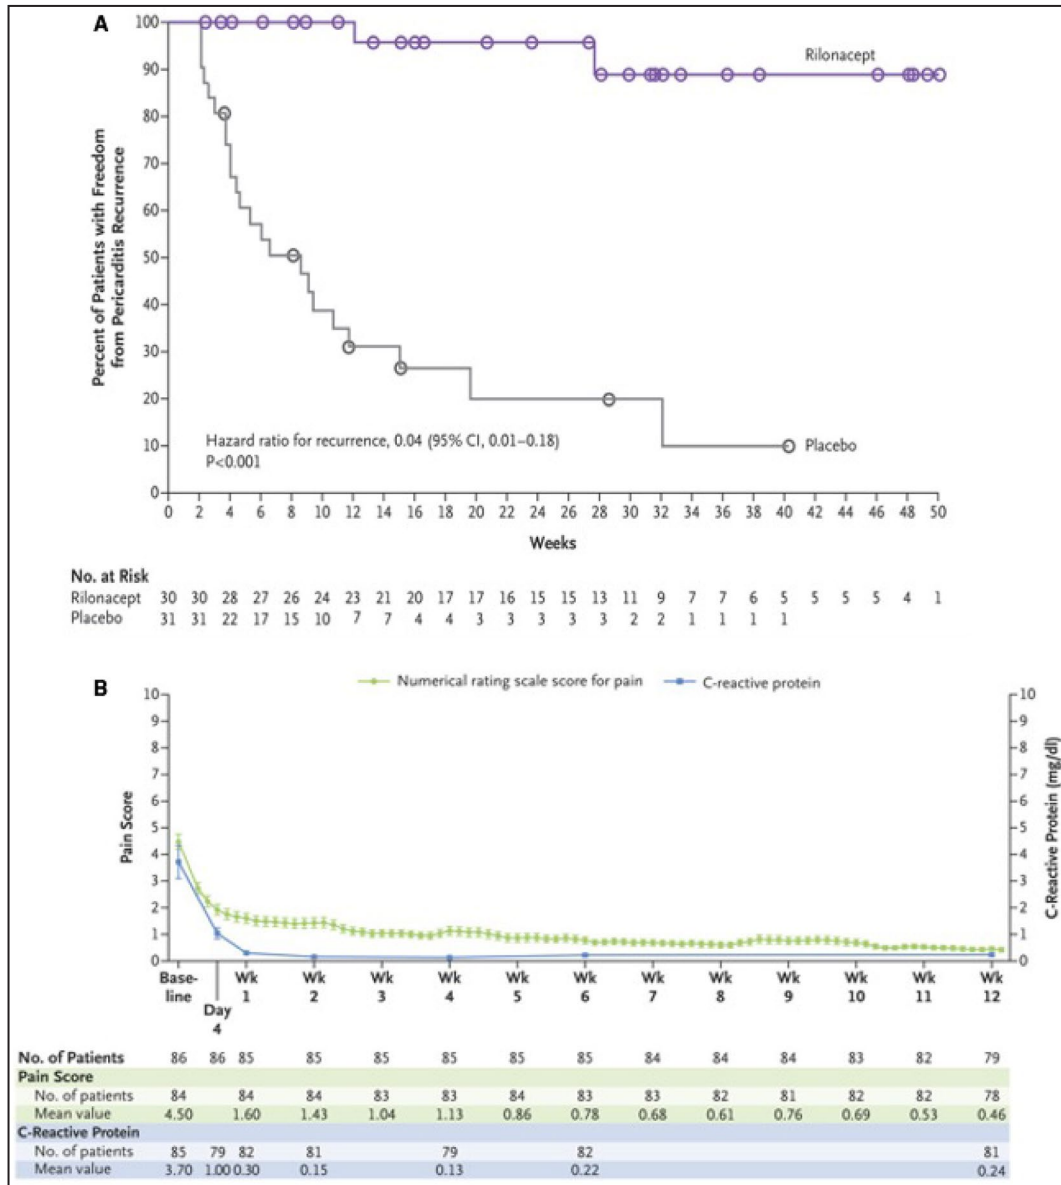 A
100
90
80
70
60
50
40
30
20
10
0
Percent of Patients with Freedom
from Pericarditis Recurrence
Rilonacept
Hazard ratio for recurrence, 0.04 (95% CI, 0.01–0.18)
P<0.001
Placebo
0 2 4 6 8 10 12 14 16 18 20 22 24 26 28 30 32 34 36 38 40 42 44 46 48 50
Weeks
No. at Risk
Rilonacept 30 30 28 27 26 24 23 21 20 17 17 16 15 15 13 11 9 7 7 6 5 5 5 5 4 1
Placebo 31 31 22 17 15 10 7 7 4 4 3 3 3 3 3 2 2 1 1 1 1
B
Numerical rating scale score for pain C-reactive protein
10 10
9 9
8 8
7 7
6 6
5 5
4 4
3 3
2 2
1 1
0 0
Pain Score
C-Reactive Protein (mg/dl)
Base- Wk Wk Wk Wk Wk Wk Wk Wk Wk Wk Wk Wk
line 1 2 3 4 5 6 7 8 9 10 11 12
Day
4
No. of Patients 86 86 85 85 85 85 85 85 84 84 84 83 82 79
Pain Score
No. of patients 84 84 84 83 83 84 83 83 82 81 82 82 78
Mean value 4.50 1.60 1.43 1.04 1.13 0.86 0.78 0.68 0.61 0.76 0.69 0.53 0.46
C-Reactive Protein
No. of patients 85 79 82 81 79 82 81
Mean value 3.70 1.00 0.30 0.15 0.13 0.22 0.24